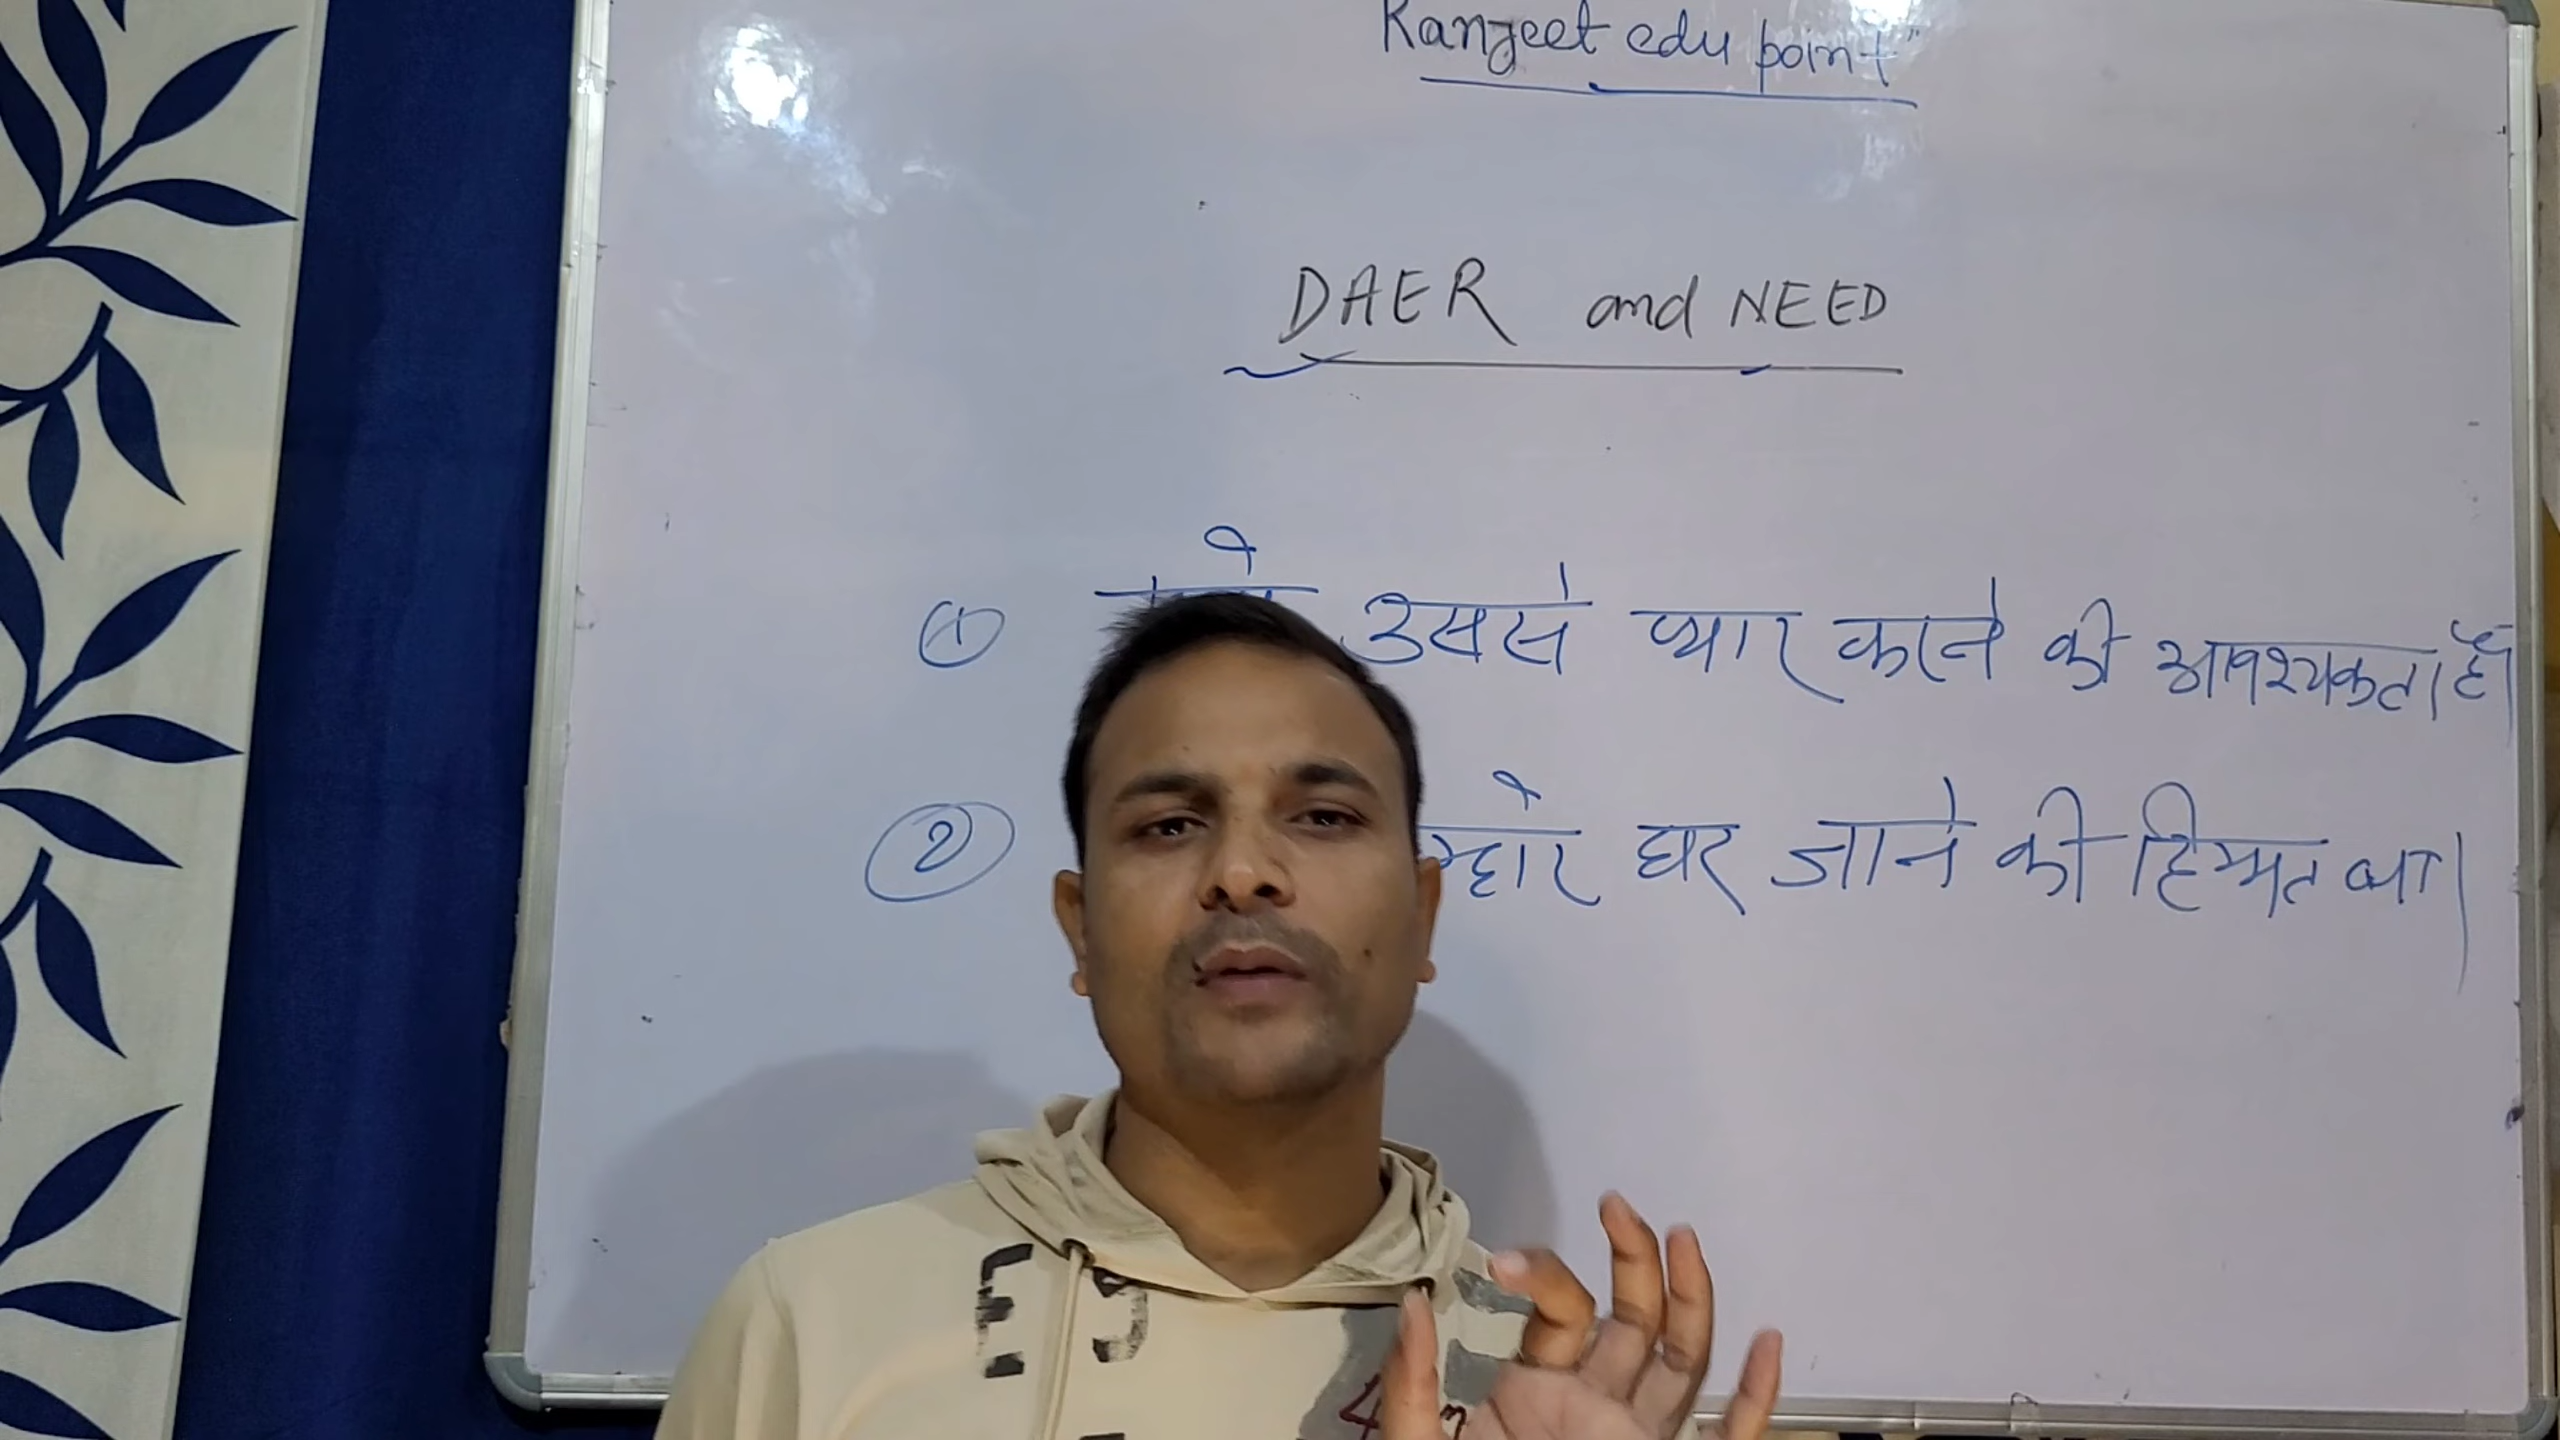 Ranjeet edu point
DAER and NEED
① उससे प्यार करने की आवश्यकता है।
② घर जाने की हिम्मत था।